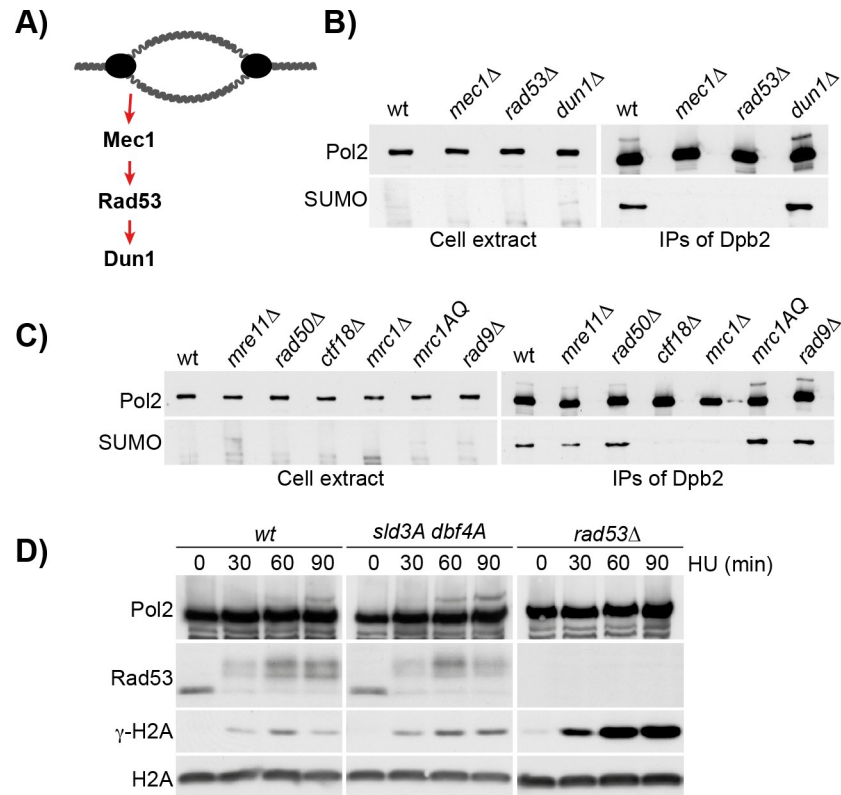 A)
Mec1
Rad53
Dun1
B)
wt mec1Δ rad53Δ dun1Δ wt mec1Δ rad53Δ dun1Δ
Pol2
SUMO
Cell extract IPs of Dpb2
C)
wt mre11Δ rad50Δ ctf18Δ mrc1Δ mrc1AQ rad9Δ wt mre11Δ rad50Δ ctf18Δ mrc1Δ mrc1AQ rad9Δ
Pol2
SUMO
Cell extract IPs of Dpb2
D)
wt sld3A dbf4A rad53Δ
0 30 60 90 0 30 60 90 0 30 60 90 HU (min)
Pol2
Rad53
γ-H2A
H2A